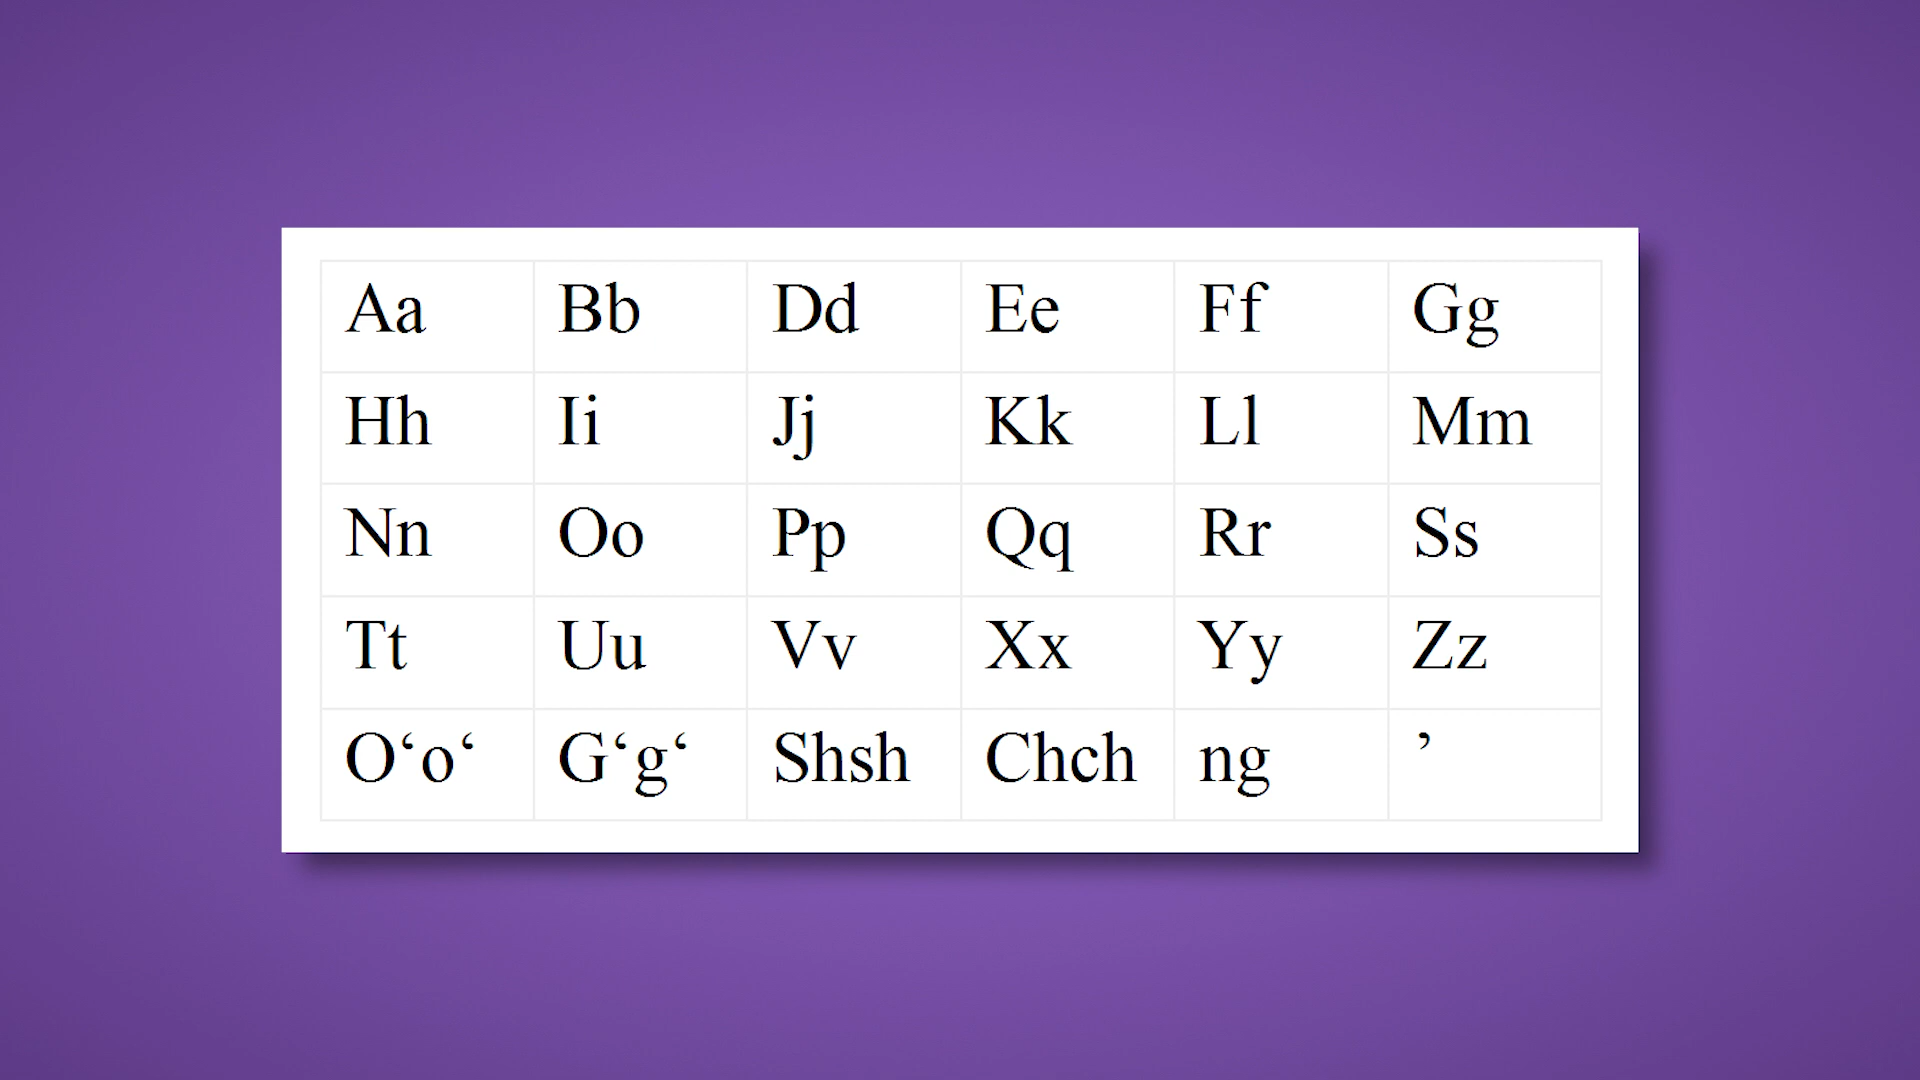 Aa Bb Dd Ee Ff Gg
Hh Ii Jj Kk Ll Mm
Nn Oo Pp Qq Rr Ss
Tt Uu Vv Xx Yy Zz
O‘o‘ G‘g‘ Shsh Chch ng ’